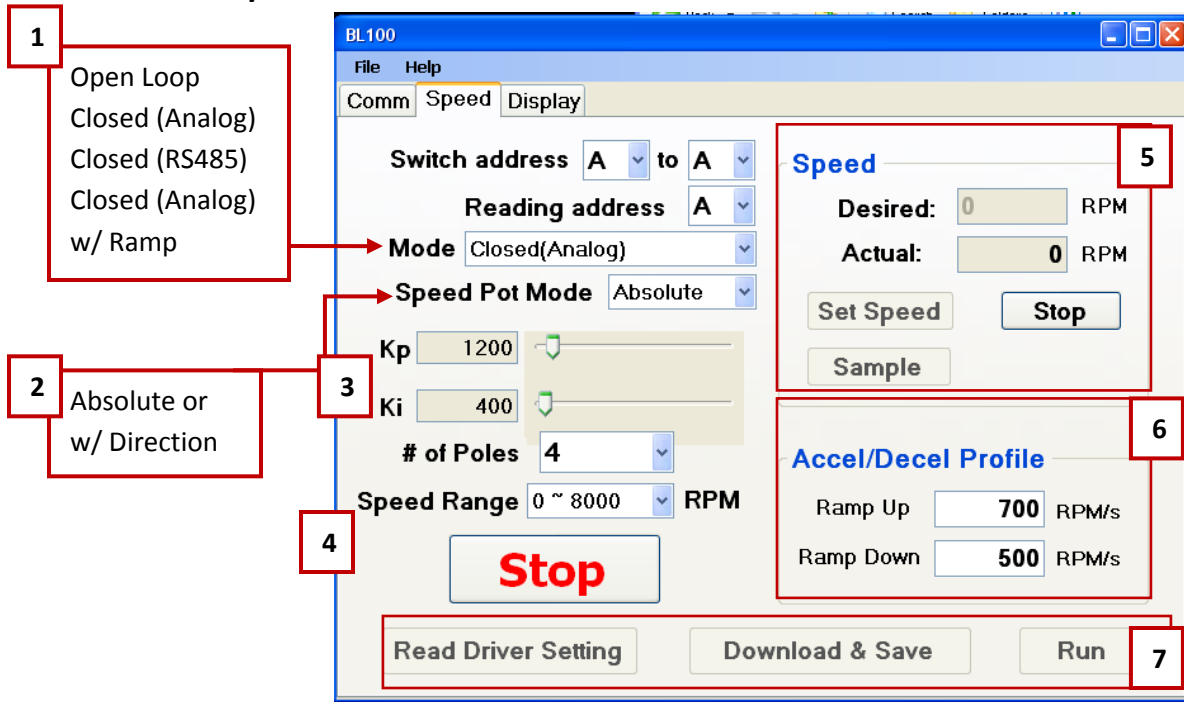 1
Open Loop
Closed (Analog)
Closed (RS485)
Closed (Analog)
w/ Ramp
2
Absolute or
w/ Direction
BL100
File Help
Comm Speed Display
Switch address A to A
Reading address A
Mode Closed(Analog)
Speed Pot Mode Absolute
3
Kp 1200
Ki 400
# of Poles 4
Speed Range 0 ~ 8000 RPM
4
Stop
5
Speed
Desired: 0 RPM
Actual: 0 RPM
Set Speed Stop
Sample
6
Accel/Decel Profile
Ramp Up 700 RPM/s
Ramp Down 500 RPM/s
Read Driver Setting Download & Save Run
7